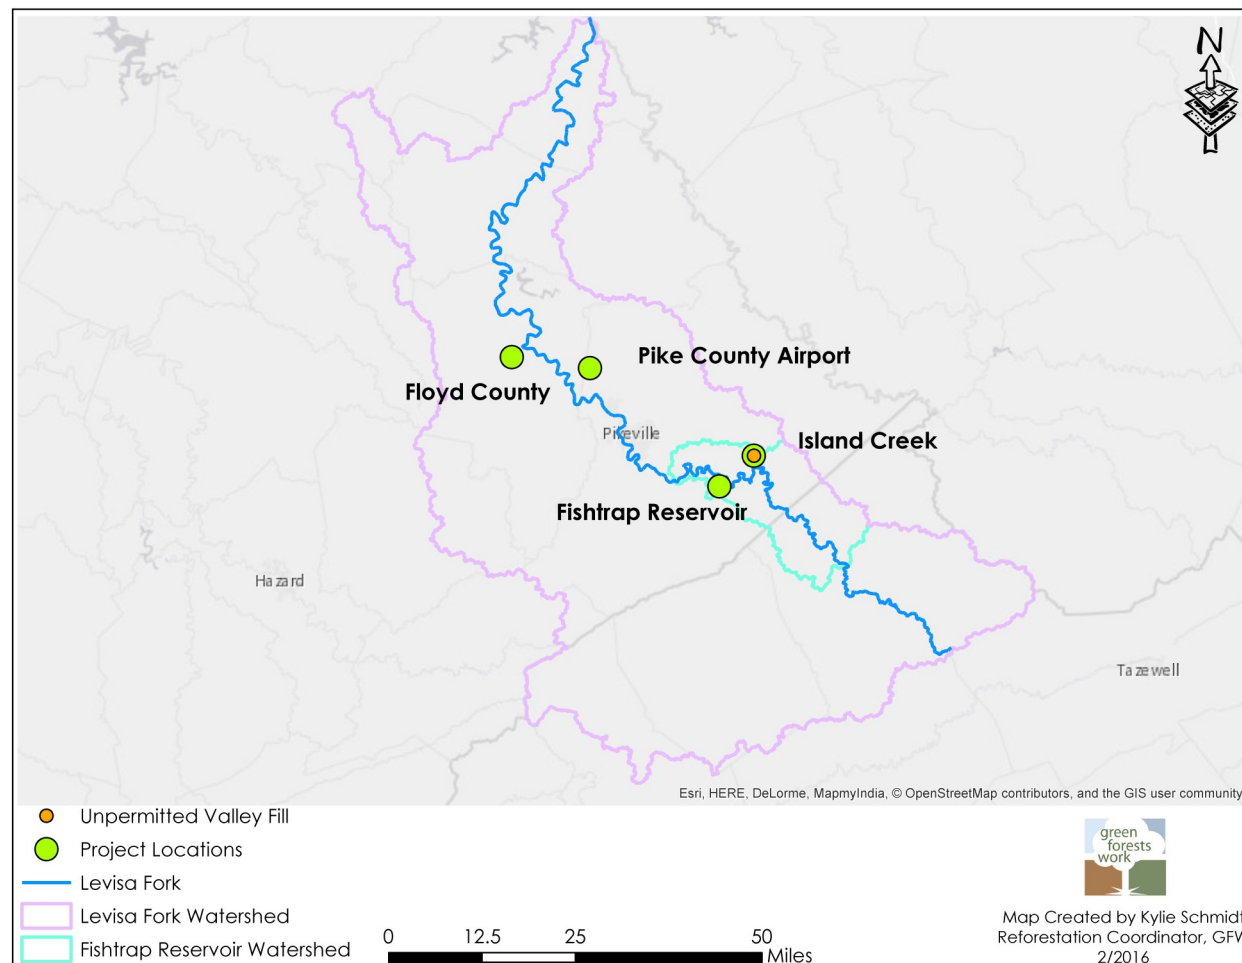 N
Pike County Airport
Floyd County
Pikeville
Island Creek
Fishtrap Reservoir
Hazard
Tazewell
Esri, HERE, DeLorme, MapmyIndia, © OpenStreetMap contributors, and the GIS user community
Unpermitted Valley Fill
Project Locations
Levisa Fork
Levisa Fork Watershed
Fishtrap Reservoir Watershed
0 12.5 25 50
Miles
green
forests
work
Map Created by Kylie Schmidt
Reforestation Coordinator, GFW
2/2016